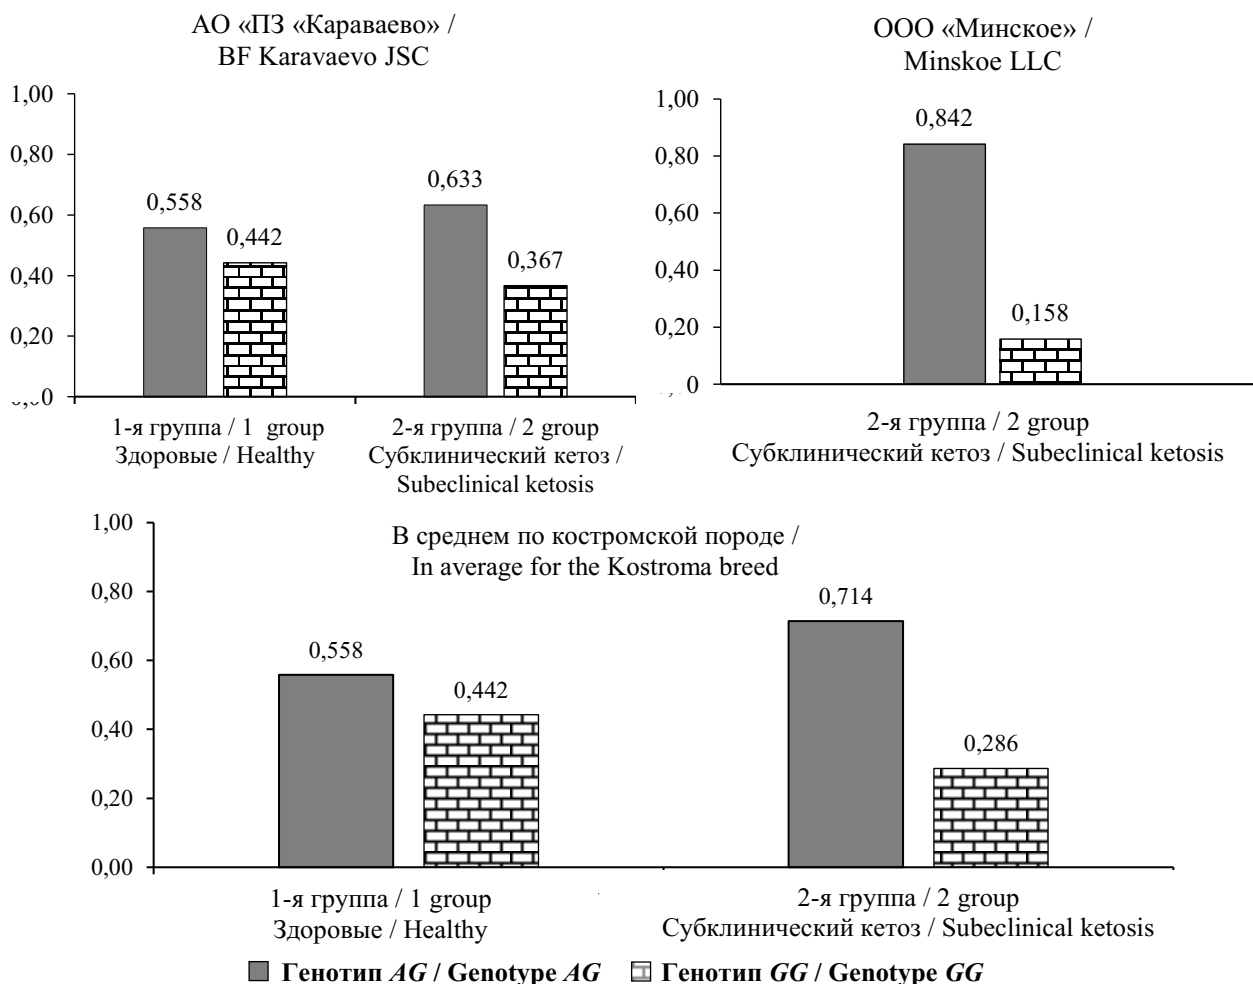 АО «ПЗ «Караваево» /
BF Karavaevo JSC
1,00
0,80
0,60
0,40
0,20
0
0,558
0,442
0,633
0,367
1-я группа / 1 group
Здоровые / Healthy
2-я группа / 2 group
Субклинический кетоз /
Subeclinical ketosis
ООО «Минское» /
Minskoe LLC
1,00
0,80
0,60
0,40
0,20
0
0,842
0,158
2-я группа / 2 group
Субклинический кетоз / Subeclinical ketosis
В среднем по костромской породе /
In average for the Kostroma breed
1,00
0,80
0,60
0,40
0,20
0,00
0,558
0,442
0,714
0,286
1-я группа / 1 group
Здоровые / Healthy
2-я группа / 2 group
Субклинический кетоз / Subeclinical ketosis
Генотип AG / Genotype AG
Генотип GG / Genotype GG